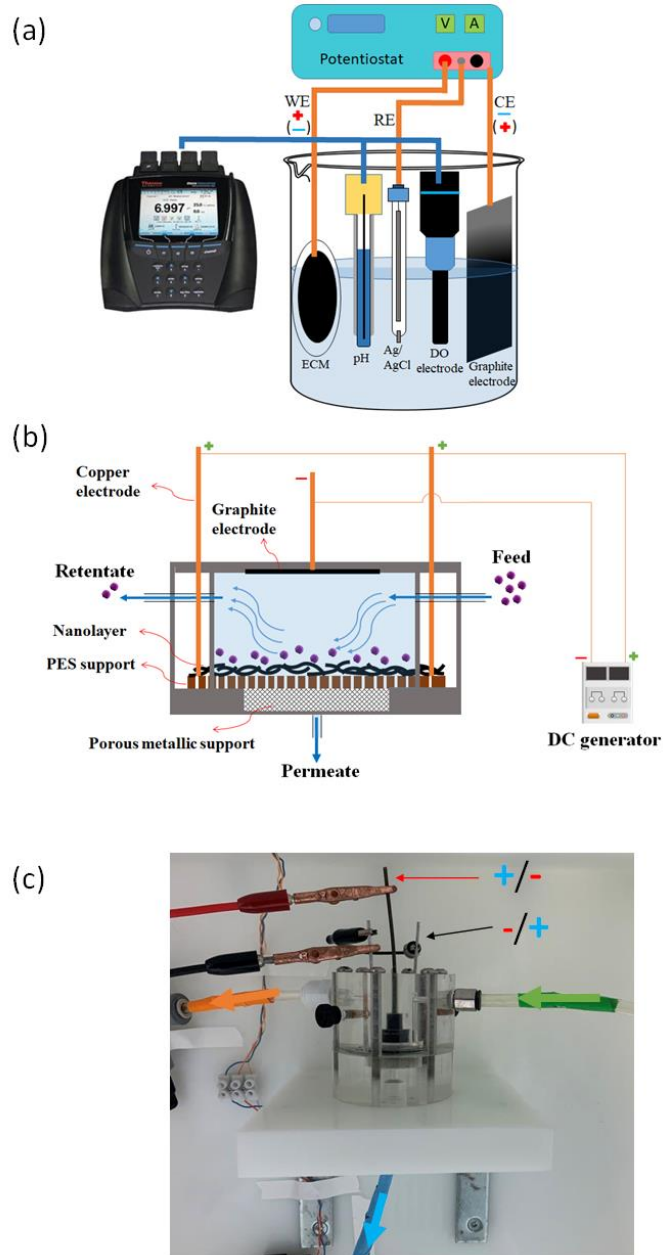 (a)
V A
Potentiostat
WE
+
(−)
RE
CE
−
(+)
Thermo
6.997
ECM
pH
Ag/
AgCl
DO
electrode
Graphite
electrode
(b)
+
+
Copper
electrode
−
Graphite
electrode
Retentate
Feed
Nanolayer
PES support
− +
Porous metallic support
DC generator
Permeate
(c)
+/-
-/+